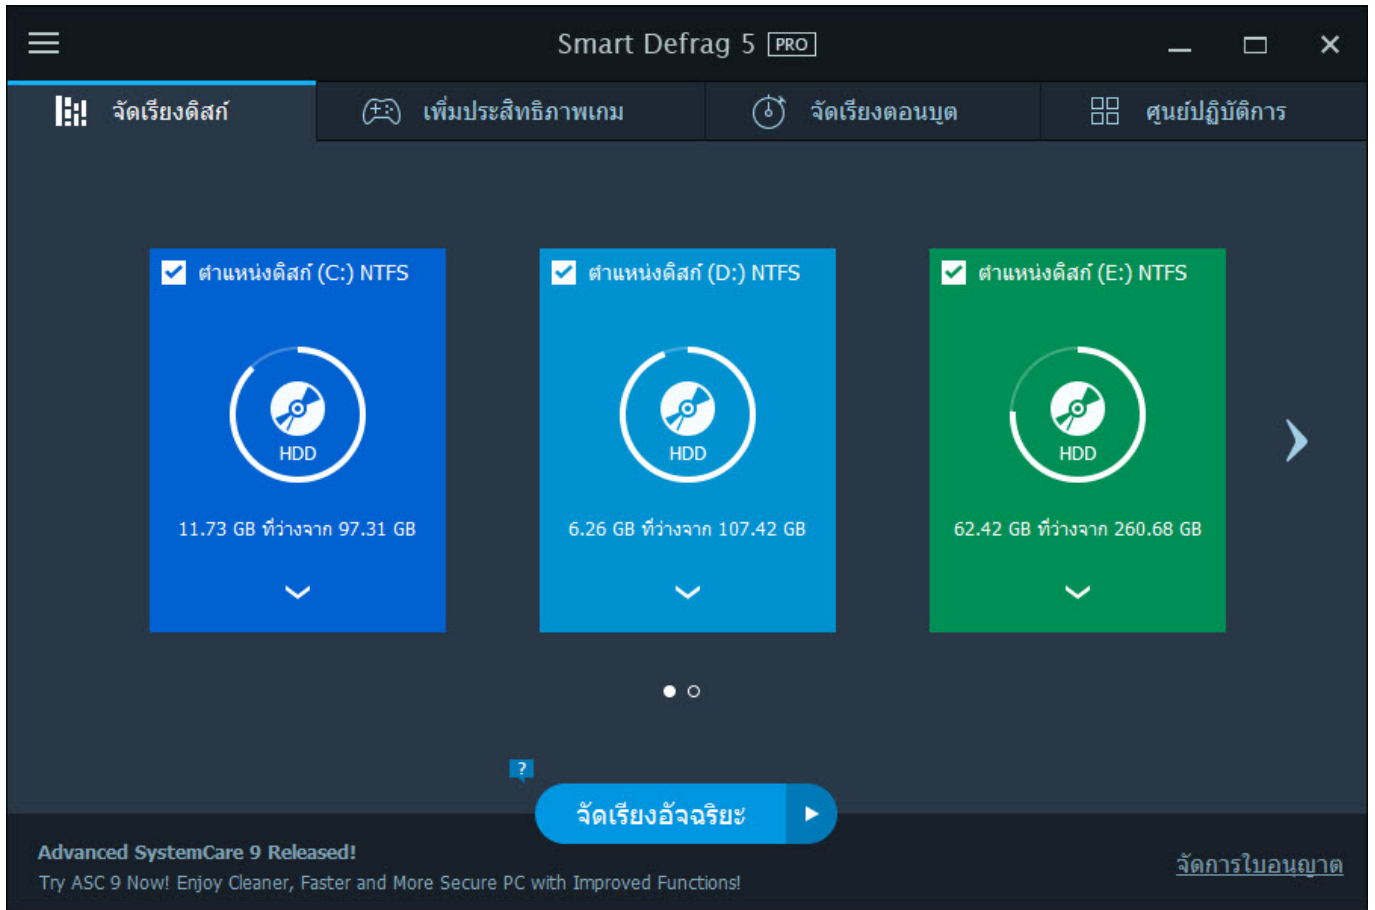 Smart Defrag 5 PRO
จัดเรียงดิสก์
เพิ่มประสิทธิภาพเกม
จัดเรียงตอนบูต
ศูนย์ปฏิบัติการ
ตำแหน่งดิสก์ (C:) NTFS
HDD
11.73 GB ที่ว่างจาก 97.31 GB
ตำแหน่งดิสก์ (D:) NTFS
HDD
6.26 GB ที่ว่างจาก 107.42 GB
ตำแหน่งดิสก์ (E:) NTFS
HDD
62.42 GB ที่ว่างจาก 260.68 GB
?
จัดเรียงอัจฉริยะ
Advanced SystemCare 9 Released!
Try ASC 9 Now! Enjoy Cleaner, Faster and More Secure PC with Improved Functions!
จัดการใบอนุญาต